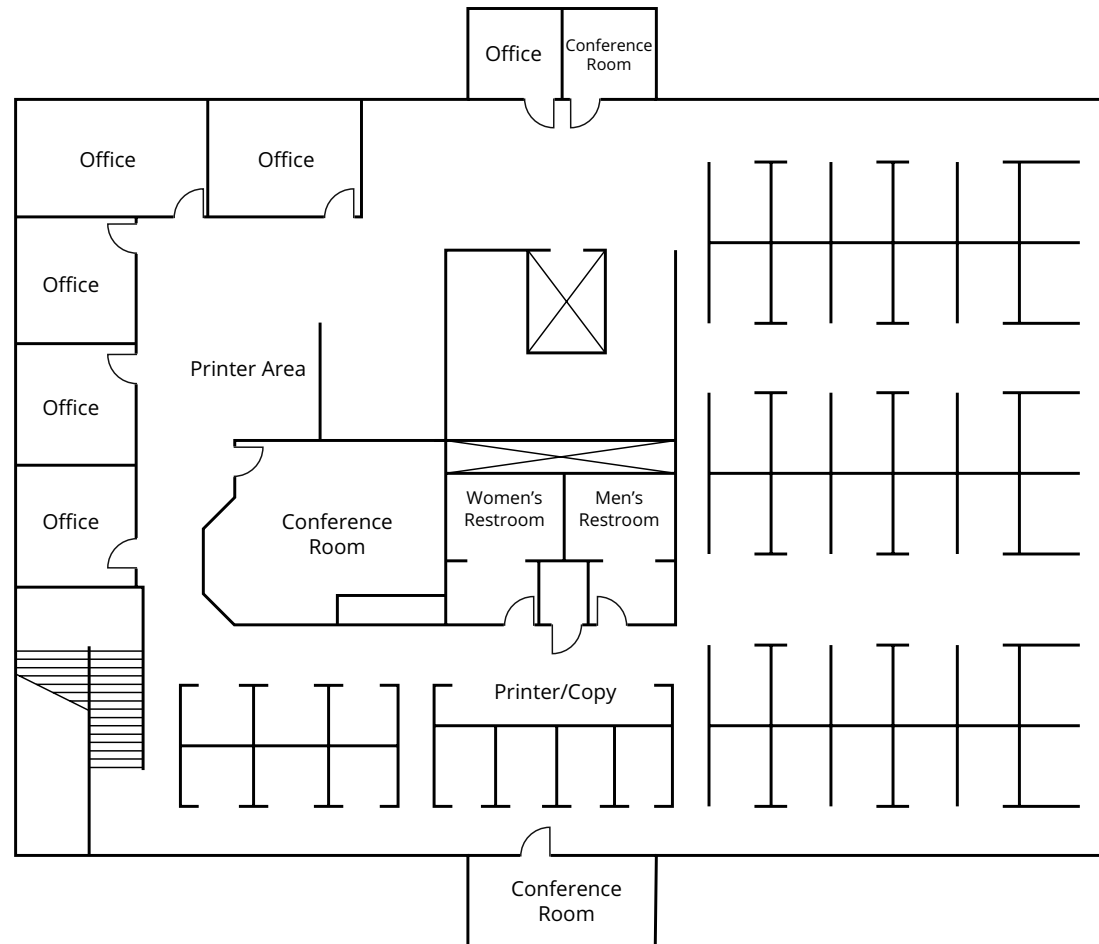 Office
Conference
Room
Office
Office
Office
Printer Area
Office
Women’s
Restroom
Men’s
Restroom
Office
Conference
Room
Printer/Copy
Conference
Room